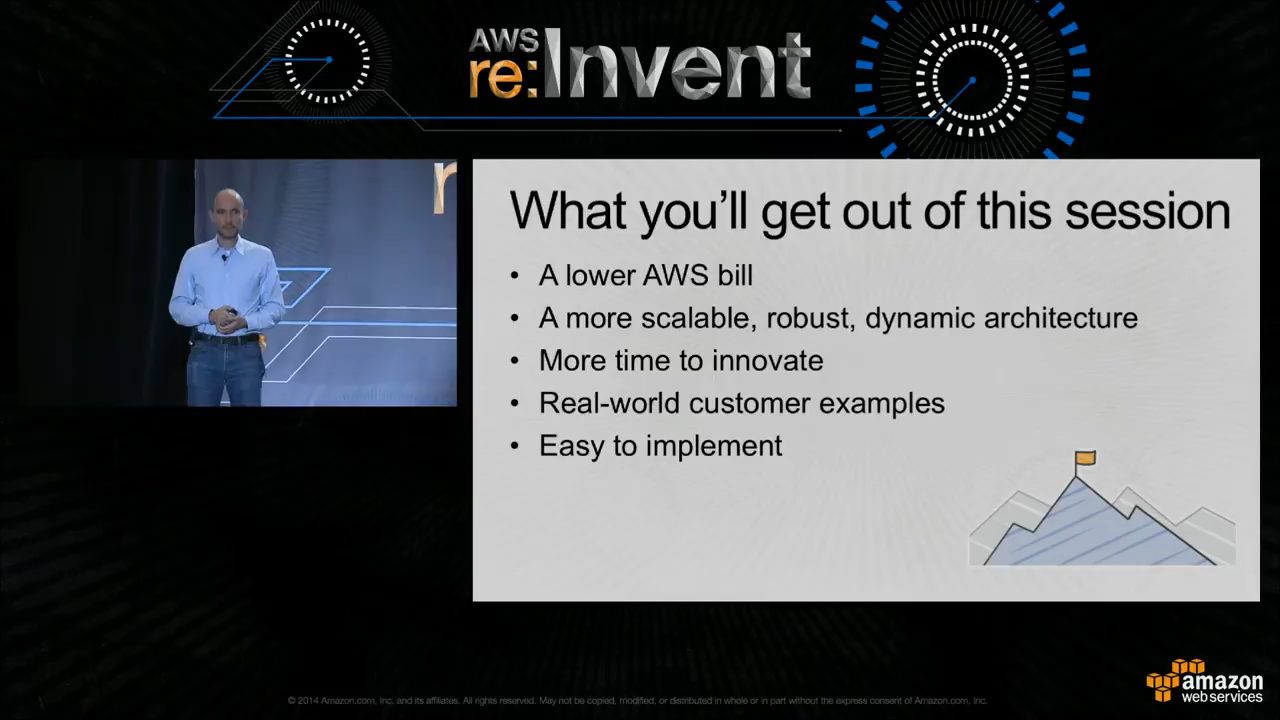 AWS
re:Invent
r
What you'll get out of this session
• A lower AWS bill
• A more scalable, robust, dynamic architecture
• More time to innovate
• Real-world customer examples
• Easy to implement
© 2014 Amazon.com, Inc, and its affiliates. All rights reserved. May not be copied, modified, or distributed in whole or in part without the express consent of Amazon.com, Inc.
amazon
web services